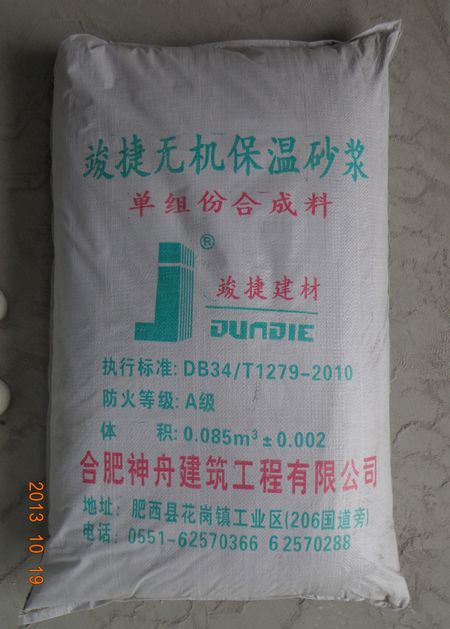 竣捷无机保温砂浆
单组份合成料
®
竣捷建材
JUNJIE
执行标准: DB34/T1279-2010
防火等级: A级
体 积: 0.085m³±0.002
合肥神舟建筑工程有限公司
地址: 肥西县花岗镇工业区(206国道旁)
电话: 0551-62570366 62570288
2013 10 19